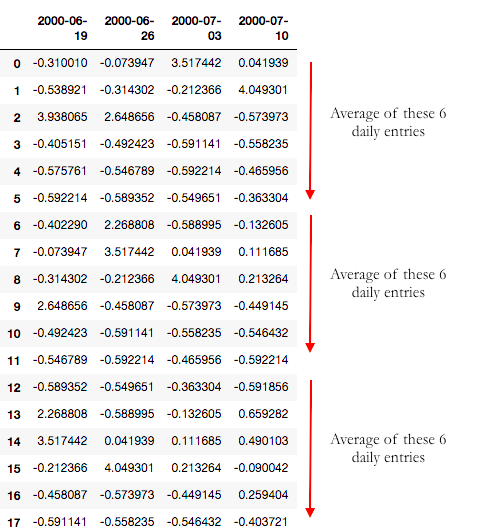 2000-06- 2000-06- 2000-07- 2000-07-
19 26 03 10
0 -0.310010 -0.073947 3.517442 0.041939
1 -0.538921 -0.314302 -0.212366 4.049301
2 3.938065 2.648656 -0.458087 -0.573973
Average of these 6
daily entries
3 -0.405151 -0.492423 -0.591141 -0.558235
4 -0.575761 -0.546789 -0.592214 -0.465956
5 -0.592214 -0.589352 -0.549651 -0.363304
6 -0.402290 2.268808 -0.588995 -0.132605
7 -0.073947 3.517442 0.041939 0.111685
8 -0.314302 -0.212366 4.049301 0.213264
Average of these 6
daily entries
9 2.648656 -0.458087 -0.573973 -0.449145
10 -0.492423 -0.591141 -0.558235 -0.546432
11 -0.546789 -0.592214 -0.465956 -0.592214
12 -0.589352 -0.549651 -0.363304 -0.591856
13 2.268808 -0.588995 -0.132605 0.659282
14 3.517442 0.041939 0.111685 0.490103
Average of these 6
daily entries
15 -0.212366 4.049301 0.213264 -0.090042
16 -0.458087 -0.573973 -0.449145 0.259404
17 -0.591141 -0.558235 -0.546432 -0.403721